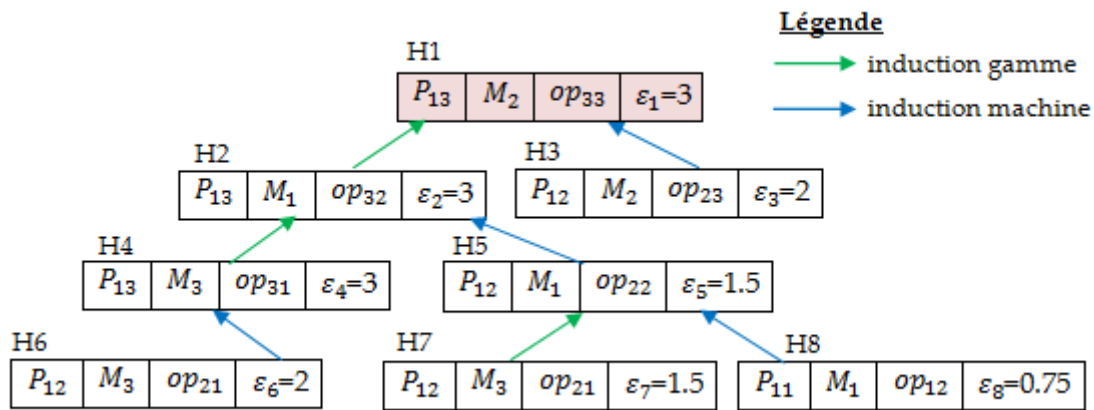 Légende
induction gamme
induction machine
H1
P₁₃ M₂ op₃₃ ε₁=3
H2
P₁₃ M₁ op₃₂ ε₂=3
H3
P₁₂ M₂ op₂₃ ε₃=2
H4
P₁₃ M₃ op₃₁ ε₄=3
H5
P₁₂ M₁ op₂₂ ε₅=1.5
H6
P₁₂ M₃ op₂₁ ε₆=2
H7
P₁₂ M₃ op₂₁ ε₇=1.5
H8
P₁₁ M₁ op₁₂ ε₈=0.75